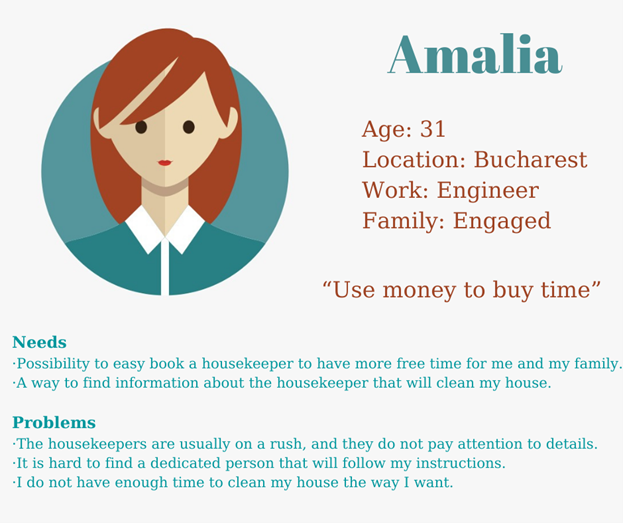 Amalia
Age: 31
Location: Bucharest
Work: Engineer
Family: Engaged
“Use money to buy time”
Needs
·Possibility to easy book a housekeeper to have more free time for me and my family.
·A way to find information about the housekeeper that will clean my house.
Problems
·The housekeepers are usually on a rush, and they do not pay attention to details.
·It is hard to find a dedicated person that will follow my instructions.
·I do not have enough time to clean my house the way I want.